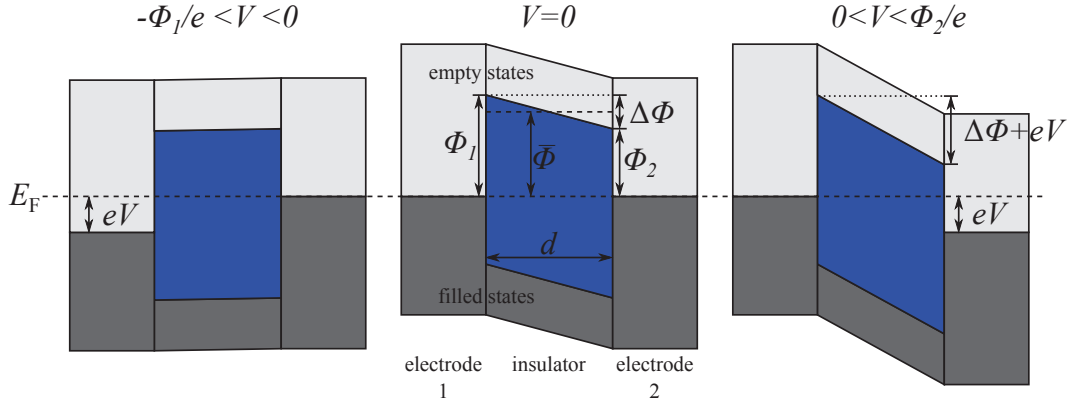 -Φ₁/e <V <0
V=0
0<V<Φ₂/e
empty states
ΔΦ
Φ₁
Φ̅
Φ₂
ΔΦ+eV
E_F
eV
eV
d
filled states
electrode
1
insulator
electrode
2